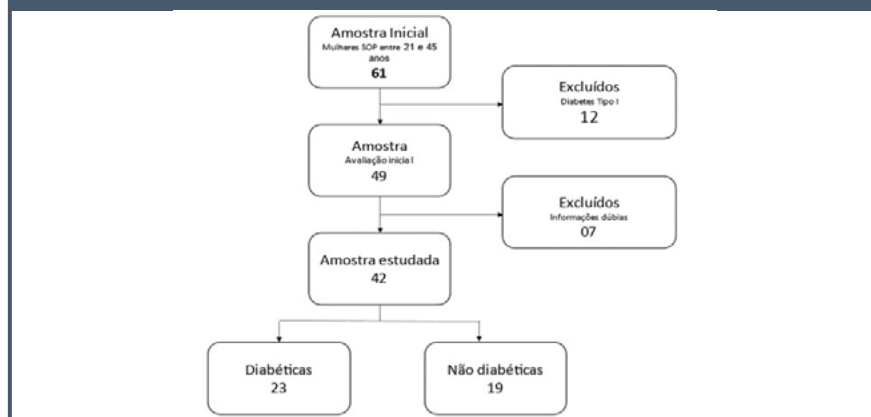 Amostra Inicial
Mulheres SOP entre 21 e 45
anos
61
Excluídos
Diabetes Tipo I
12
Amostra
Avaliação inicial
49
Excluídos
Informações dúbias
07
Amostra estudada
42
Diabéticas
23
Não diabéticas
19